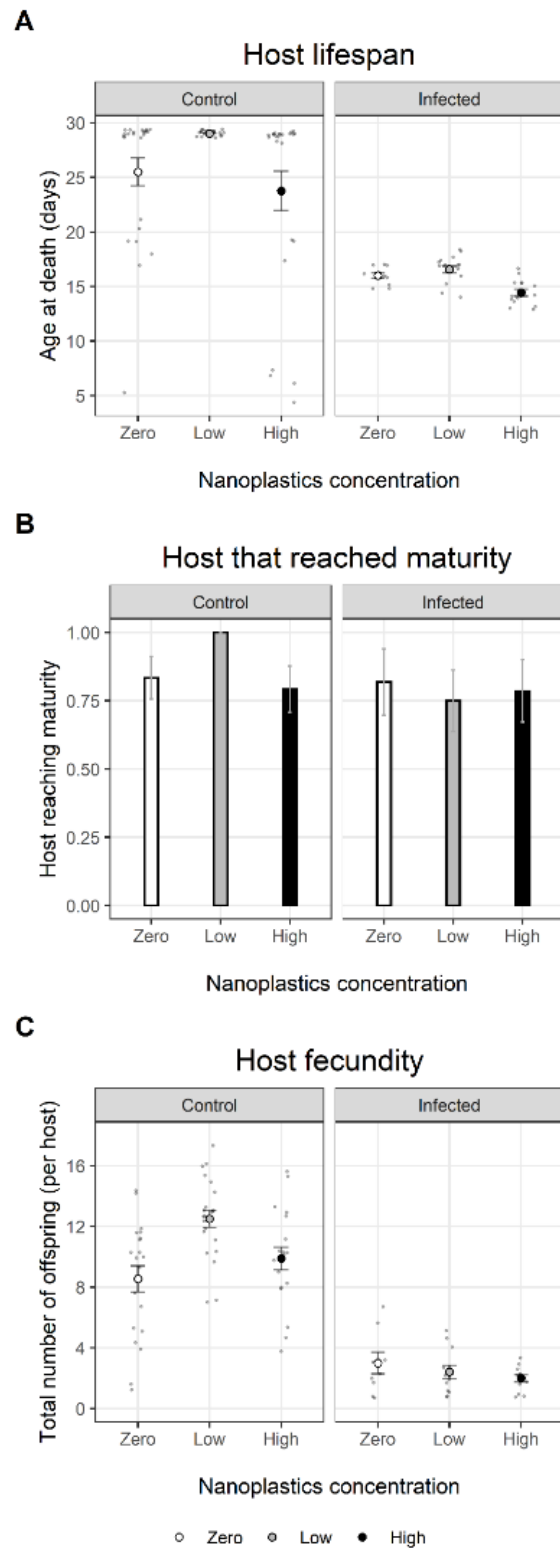 A
Host lifespan
Control Infected
Age at death (days)
30
25
20
15
10
5
Zero Low High Zero Low High
Nanoplastics concentration
B
Host that reached maturity
Control Infected
Host reaching maturity
1.00
0.75
0.50
0.25
0.00
Zero Low High Zero Low High
Nanoplastics concentration
C
Host fecundity
Control Infected
Total number of offspring (per host)
16
12
8
4
0
Zero Low High Zero Low High
Nanoplastics concentration
Zero Low High